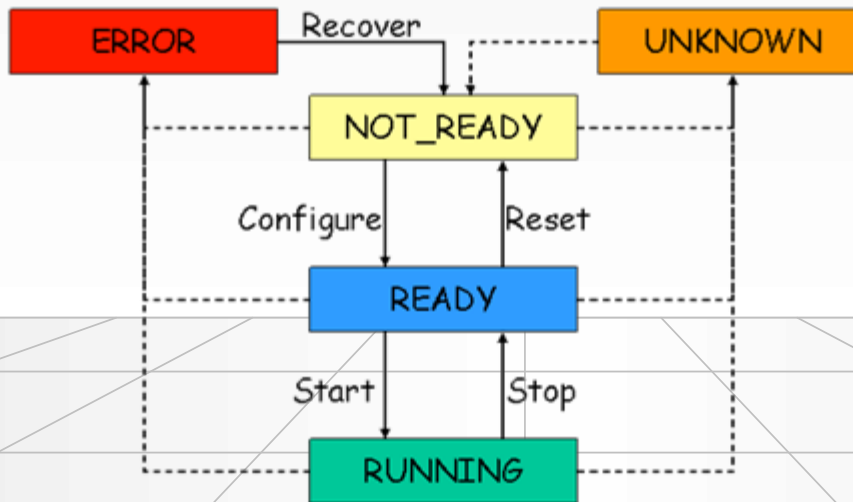 ERROR
Recover
UNKNOWN
NOT_READY
Configure
Reset
READY
Start
Stop
RUNNING